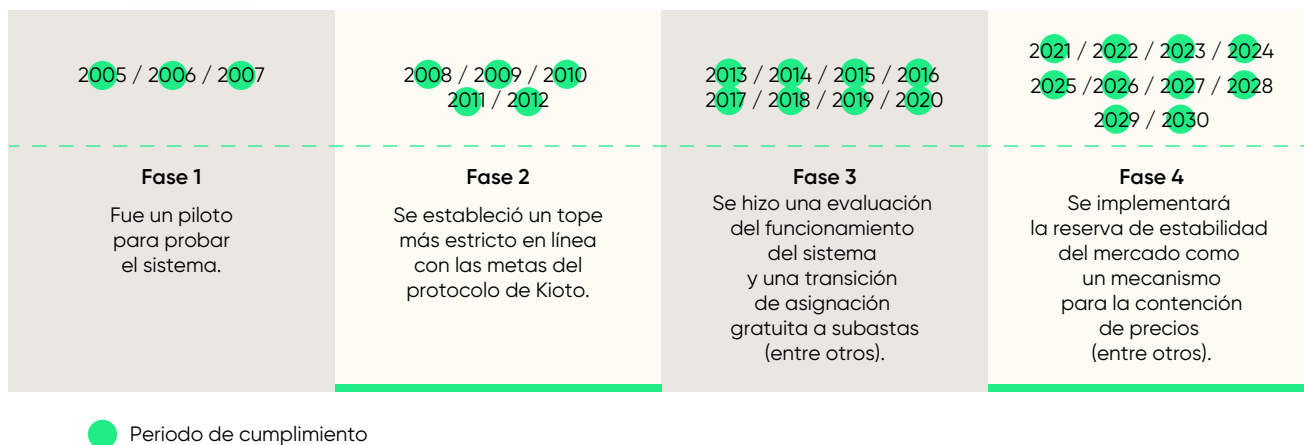 2005 / 2006 / 2007
Fase 1
Fue un piloto
para probar
el sistema.
2008 / 2009 / 2010
2011 / 2012
Fase 2
Se estableció un tope
más estricto en línea
con las metas del
protocolo de Kioto.
2013 / 2014 / 2015 / 2016
2017 / 2018 / 2019 / 2020
Fase 3
Se hizo una evaluación
del funcionamiento
del sistema
y una transición
de asignación
gratuita a subastas
(entre otros).
2021 / 2022 / 2023 / 2024
2025 /2026 / 2027 / 2028
2029 / 2030
Fase 4
Se implementará
la reserva de estabilidad
del mercado como
un mecanismo
para la contención
de precios
(entre otros).
Periodo de cumplimiento